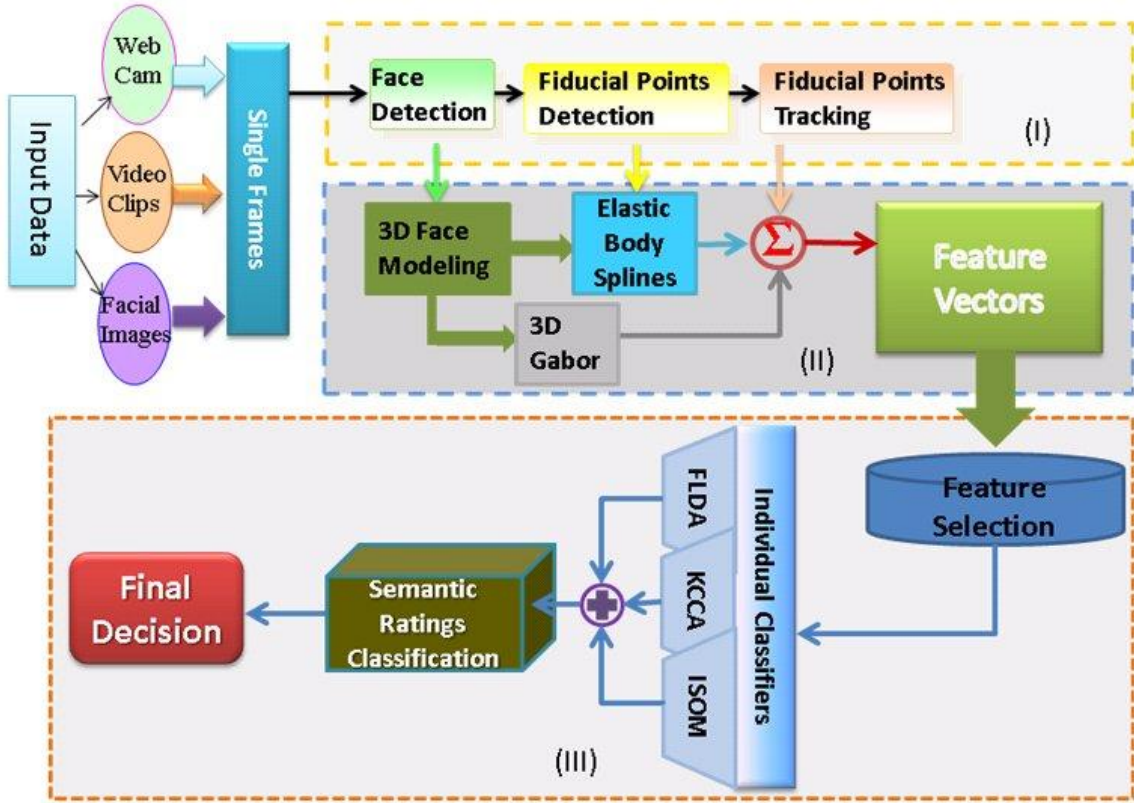 Input Data
Web
Cam
Video
Clips
Facial
Images
Single Frames
Face
Detection
Fiducial Points
Detection
Fiducial Points
Tracking
(I)
3D Face
Modeling
Elastic
Body
Splines
Σ
3D
Gabor
(II)
Feature
Vectors
Feature
Selection
Individual Classifiers
FLDA
KCCA
ISOM
Semantic
Ratings
Classification
Final
Decision
(III)